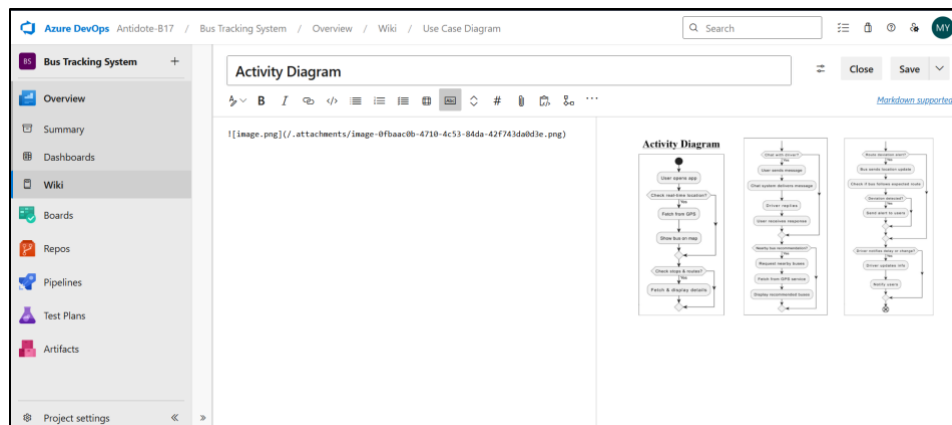 Azure DevOps Antidote-B17 / Bus Tracking System / Overview / Wiki / Use Case Diagram
Search
MY
BS Bus Tracking System +
Overview
Summary
Dashboards
Wiki
Boards
Repos
Pipelines
Test Plans
Artifacts
Project settings
Activity Diagram
Close
Save
B I </> # ...
Markdown supported
![image.png](/.attachments/image-0fbaac0b-4710-4c53-84da-42f743da0d3e.png)
Activity Diagram
User opens app
Check real-time location?
Yes
Fetch from GPS
Show bus on map
Check stops & routes?
Yes
Fetch & display details
Chat with driver?
Yes
User sends message
Chat system delivers message
Driver replies
User receives response
Nearby bus recommendation?
Yes
Request nearby buses
Fetch from GPS service
Display recommended buses
Route deviation alert?
Yes
Bus sends location update
Check if bus follows expected route
Deviation detected?
Yes
Send alert to users
Driver notifies delay or change?
Yes
Driver updates info
Notify users